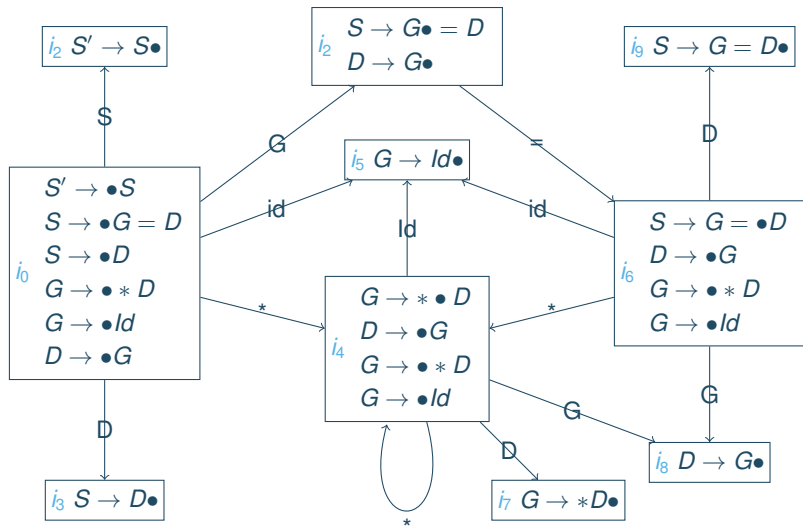 i₂ S′ → S●
i₂ S → G● = D
D → G●
i₉ S → G = D●
S
G
=
D
i₅ G → Id●
i₀ S′ → ●S
S → ●G = D
S → ●D
G → ● ∗ D
G → ●Id
D → ●G
id
Id
id
i₆ S → G = ●D
D → ●G
G → ● ∗ D
G → ●Id
*
*
i₄ G → ∗ ● D
D → ●G
G → ● ∗ D
G → ●Id
D
G
G
D
i₈ D → G●
i₃ S → D●
i₇ G → ∗D●
*